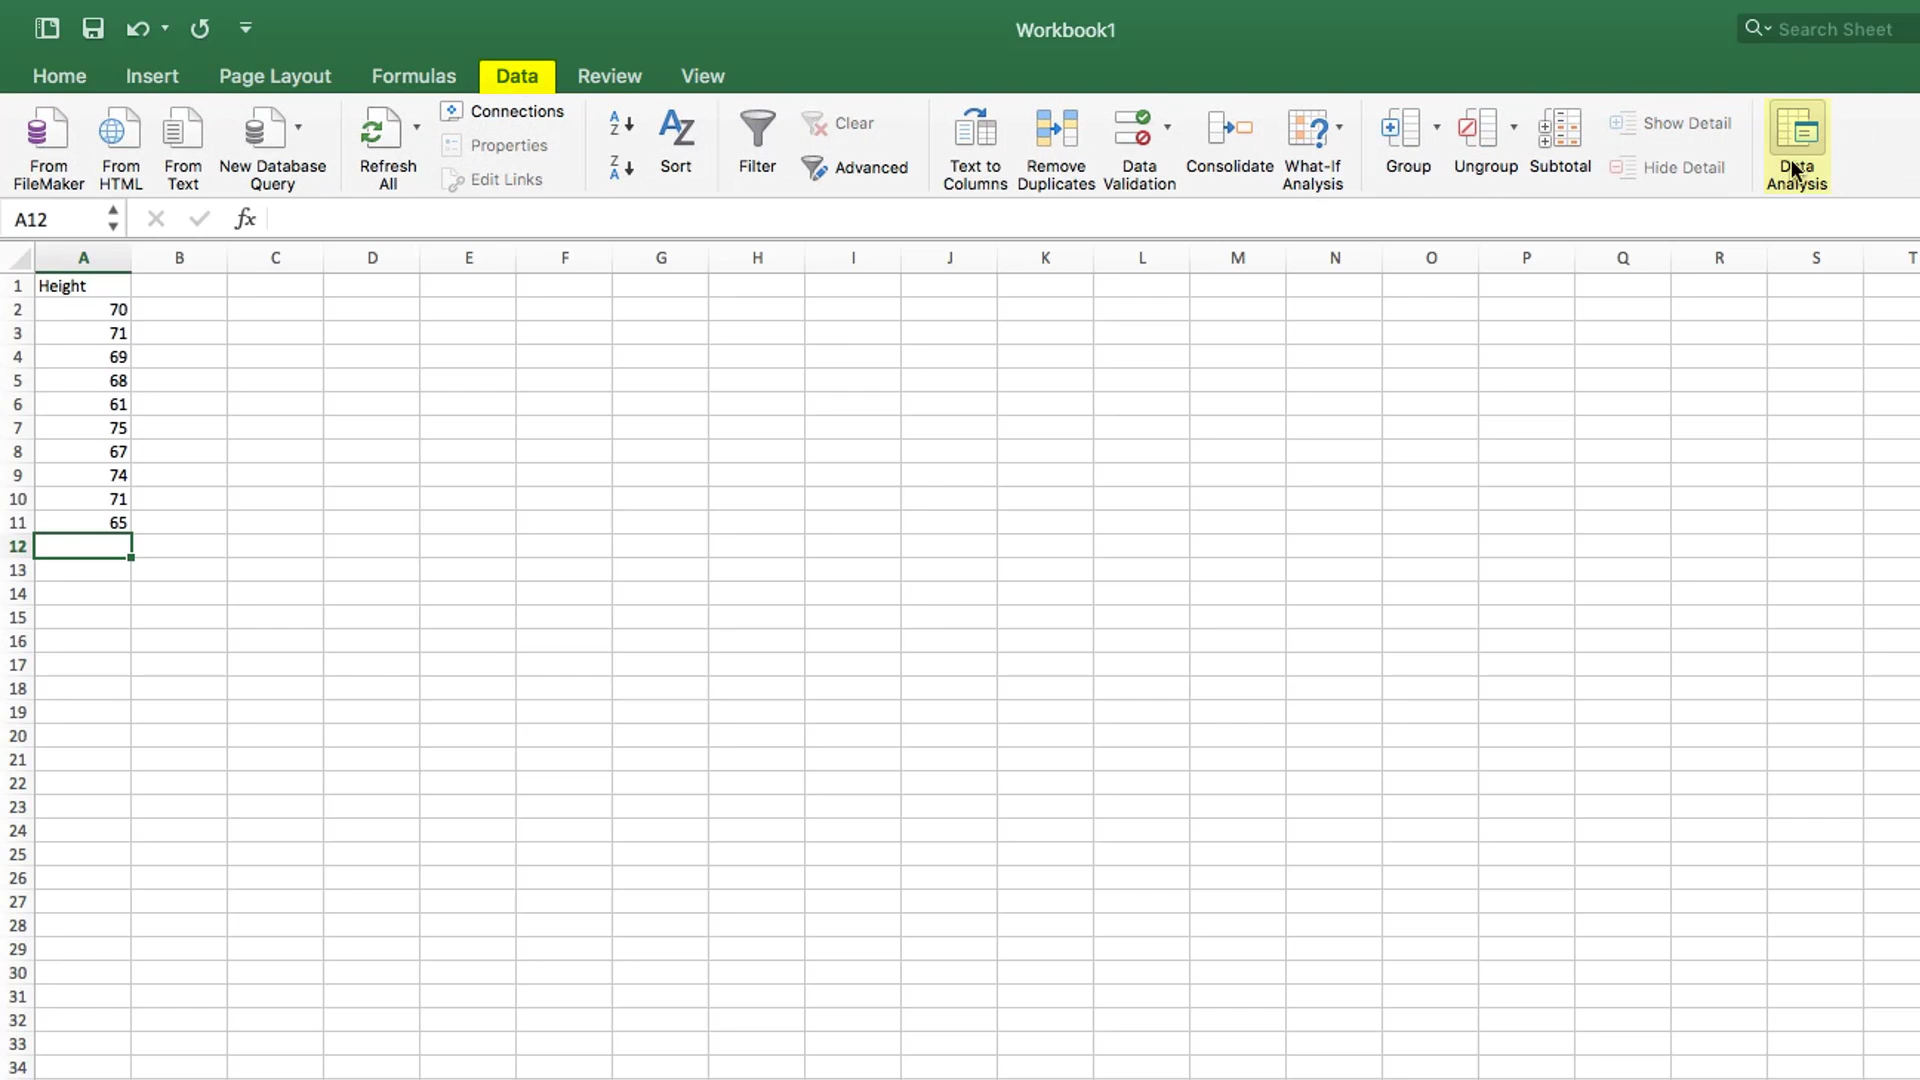 Workbook1
Search Sheet
Home Insert Page Layout Formulas Data Review View
From FileMaker
From HTML
From Text
New Database Query
Refresh All
Connections
Properties
Edit Links
A Z
Z A
AZ
Sort
Filter
Clear
Advanced
Text to Columns
Remove Duplicates
Data Validation
Consolidate
What-If Analysis
Group
Ungroup
Subtotal
Show Detail
Hide Detail
Data Analysis
A12 fx
A B C D E F G H I J K L M N O P Q R S T
1 Height
2 70
3 71
4 69
5 68
6 61
7 75
8 67
9 74
10 71
11 65
12
13
14
15
16
17
18
19
20
21
22
23
24
25
26
27
28
29
30
31
32
33
34